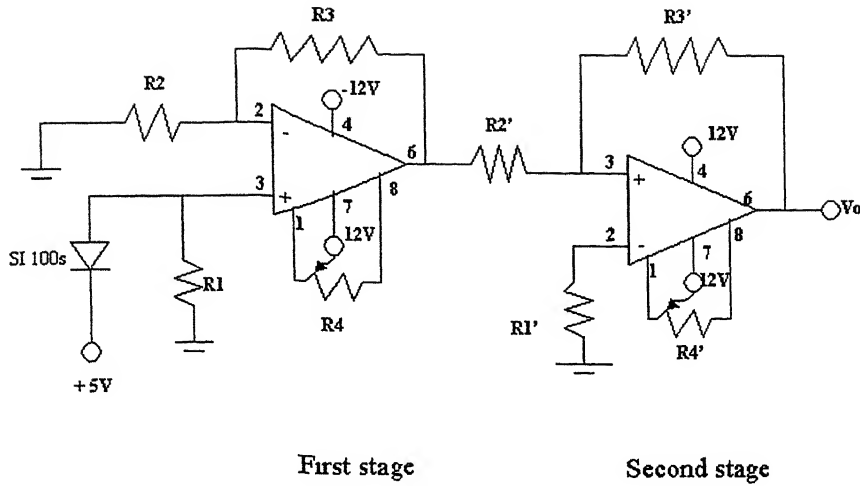 R3
R3'
R2
-12V
2
4
-
6
R2'
12V
3
4
+
6
Vo
3
+
8
7
1
12V
2
-
8
7
1
12V
SI 100s
R1
R4
R1'
R4'
+5V
First stage
Second stage